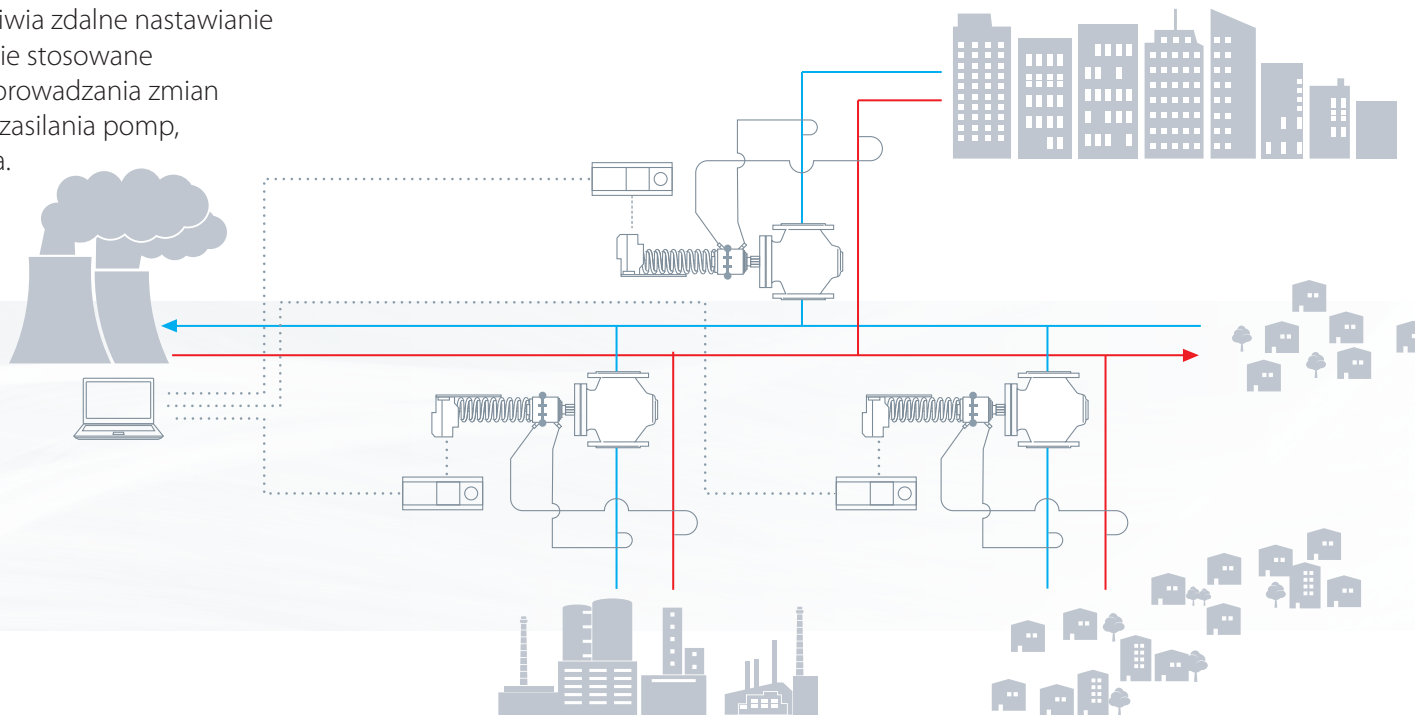 iwia zdalne nastawianie
ie stosowane
prowadzania zmian
zasilania pomp,
a.